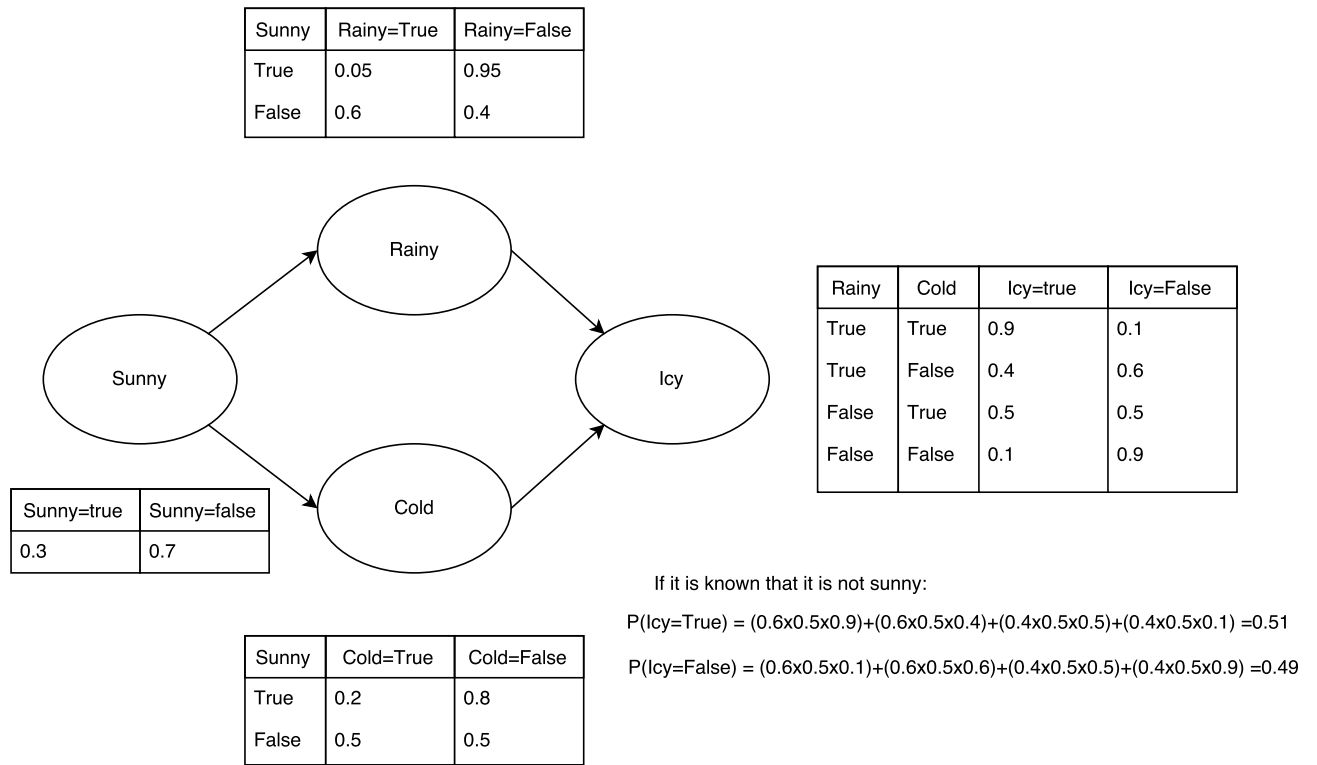 Sunny Rainy=True Rainy=False
True 0.05 0.95
False 0.6 0.4
Rainy
Sunny
Icy
Cold
Rainy Cold Icy=true Icy=False
True True 0.9 0.1
True False 0.4 0.6
False True 0.5 0.5
False False 0.1 0.9
Sunny=true Sunny=false
0.3 0.7
If it is known that it is not sunny:
P(Icy=True) = (0.6x0.5x0.9)+(0.6x0.5x0.4)+(0.4x0.5x0.5)+(0.4x0.5x0.1) =0.51
P(Icy=False) = (0.6x0.5x0.1)+(0.6x0.5x0.6)+(0.4x0.5x0.5)+(0.4x0.5x0.9) =0.49
Sunny Cold=True Cold=False
True 0.2 0.8
False 0.5 0.5